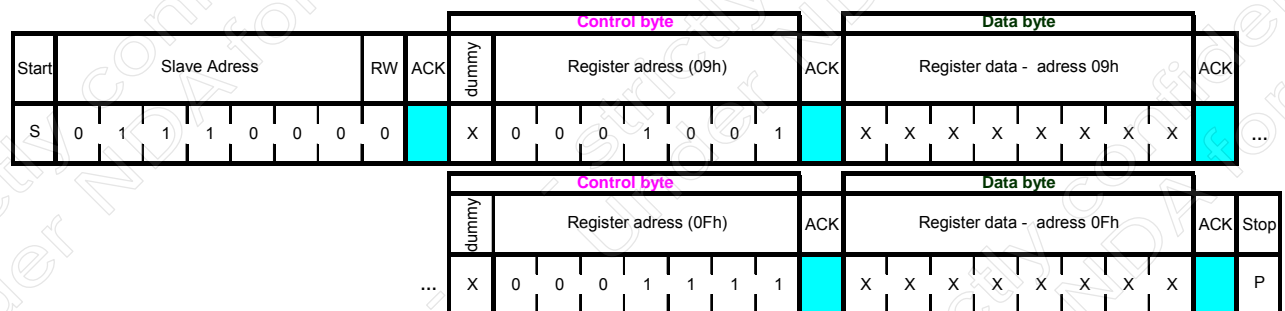 Control byte Data byte
Start Slave Adress RW ACK dummy Register adress (09h) ACK Register data - adress 09h ACK
S 0 1 1 1 0 0 0 0 X 0 0 0 1 0 0 1 X X X X X X X X ...
Control byte Data byte
dummy Register adress (0Fh) ACK Register data - adress 0Fh ACK Stop
... X 0 0 0 1 1 1 1 X X X X X X X X P